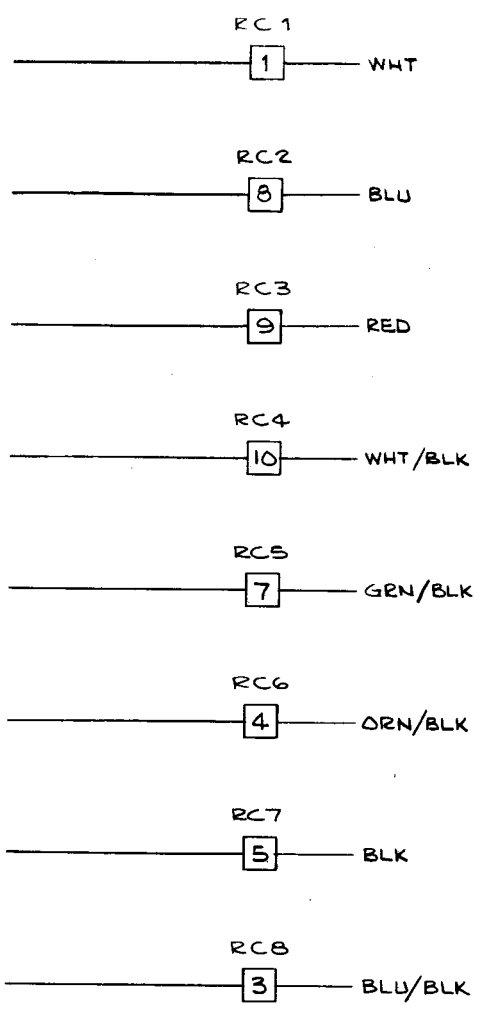 RC1
1 WHT
RC2
8 BLU
RC3
9 RED
RC4
10 WHT/BLK
RC5
7 GRN/BLK
RC6
4 ORN/BLK
RC7
5 BLK
RC8
3 BLU/BLK